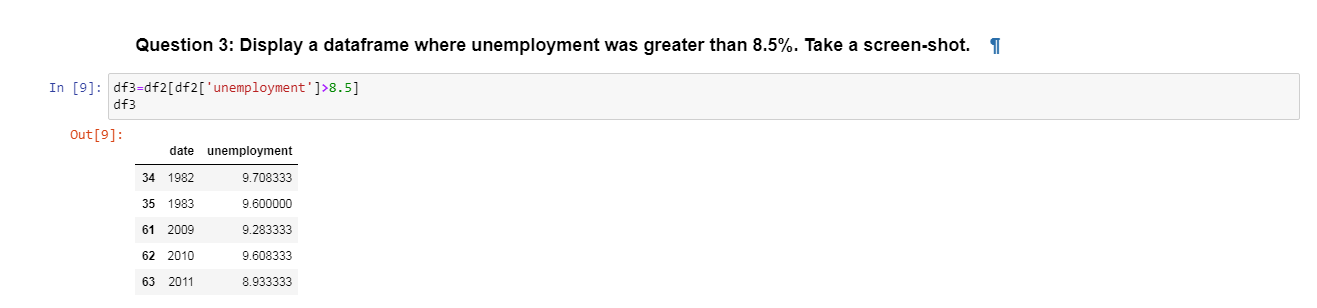 Question 3: Display a dataframe where unemployment was greater than 8.5%. Take a screen-shot. ¶
In [9]: df3=df2[df2['unemployment']>8.5]
df3
Out[9]:
date unemployment
34 1982 9.708333
35 1983 9.600000
61 2009 9.283333
62 2010 9.608333
63 2011 8.933333